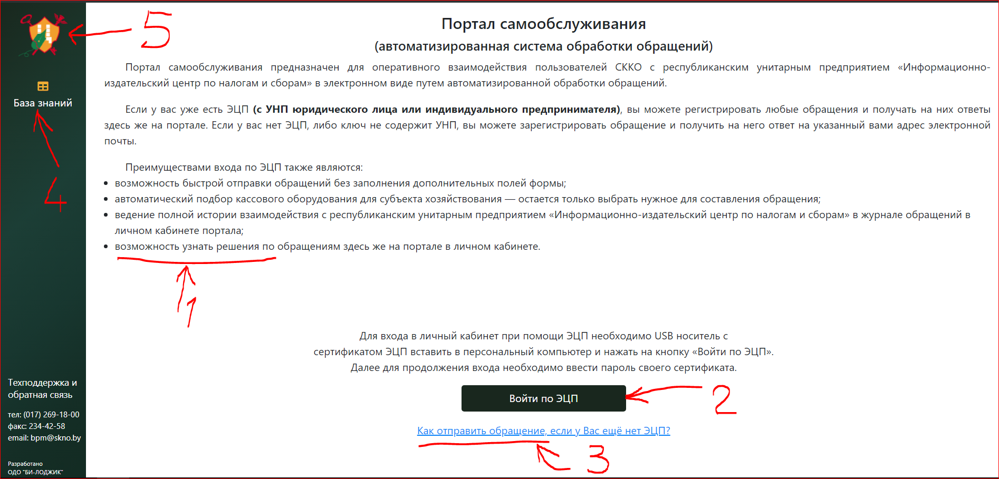 5
База знаний
4
Техподдержка и
обратная связь
тел: (017) 269-18-00
факс: 234-42-58
email: bpm@skno.by
Разработано
ОДО "БИ-ЛОДЖИК"
Портал самообслуживания
(автоматизированная система обработки обращений)
Портал самообслуживания предназначен для оперативного взаимодействия пользователей СККО с республиканским унитарным предприятием «Информационно-
издательский центр по налогам и сборам» в электронном виде путем автоматизированной обработки обращений.
Если у вас уже есть ЭЦП (с УНП юридического лица или индивидуального предпринимателя), вы можете регистрировать любые обращения и получать на них ответы
здесь же на портале. Если у вас нет ЭЦП, либо ключ не содержит УНП, вы можете зарегистрировать обращение и получить на него ответ на указанный вами адрес электронной
почты.
Преимуществами входа по ЭЦП также являются:
• возможность быстрой отправки обращений без заполнения дополнительных полей формы;
• автоматический подбор кассового оборудования для субъекта хозяйствования — остается только выбрать нужное для составления обращения;
• ведение полной истории взаимодействия с республиканским унитарным предприятием «Информационно-издательский центр по налогам и сборам» в журнале обращений в
личном кабинете портала;
• возможность узнать решения по обращениям здесь же на портале в личном кабинете.
1
Для входа в личный кабинет при помощи ЭЦП необходимо USB носитель с
сертификатом ЭЦП вставить в персональный компьютер и нажать на кнопку «Войти по ЭЦП».
Далее для продолжения входа необходимо ввести пароль своего сертификата.
Войти по ЭЦП
2
Как отправить обращение, если у Вас ещё нет ЭЦП?
3